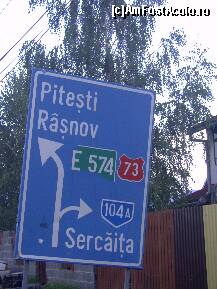 (c) AmFostAcolo.ro
Pitești
Râșnov
E 574 73
104A
Sercăița